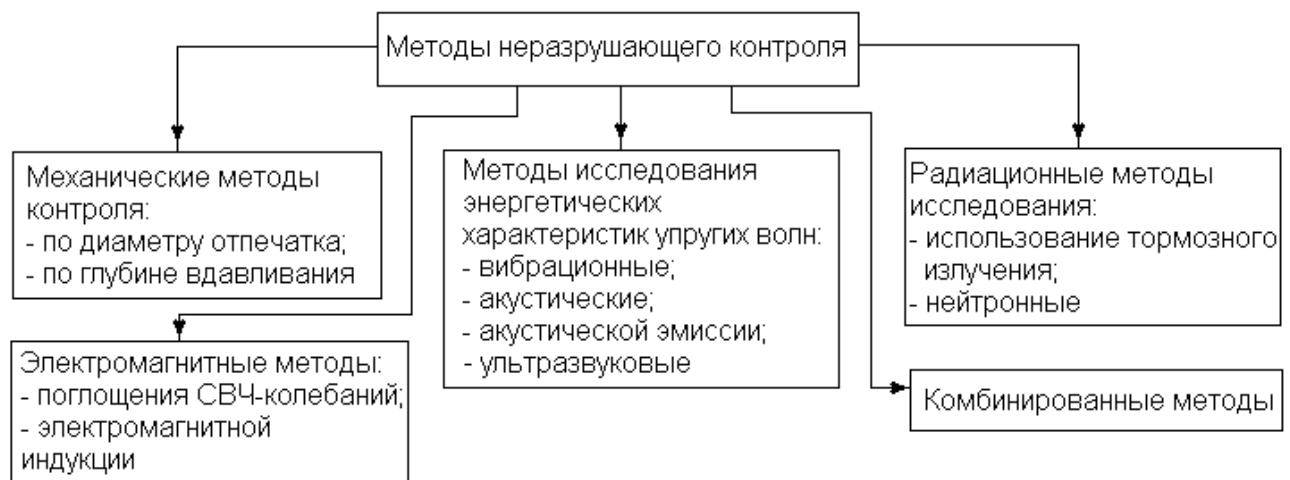 Методы неразрушающего контроля
Механические методы
контроля:
- по диаметру отпечатка;
- по глубине вдавливания
Электромагнитные методы:
- поглощения СВЧ-колебаний;
- электромагнитной
индукции
Методы исследования
энергетических
характеристик упругих волн:
- вибрационные;
- акустические;
- акустической эмиссии;
- ультразвуковые
Радиационные методы
исследования:
- использование тормозного
излучения;
- нейтронные
Комбинированные методы